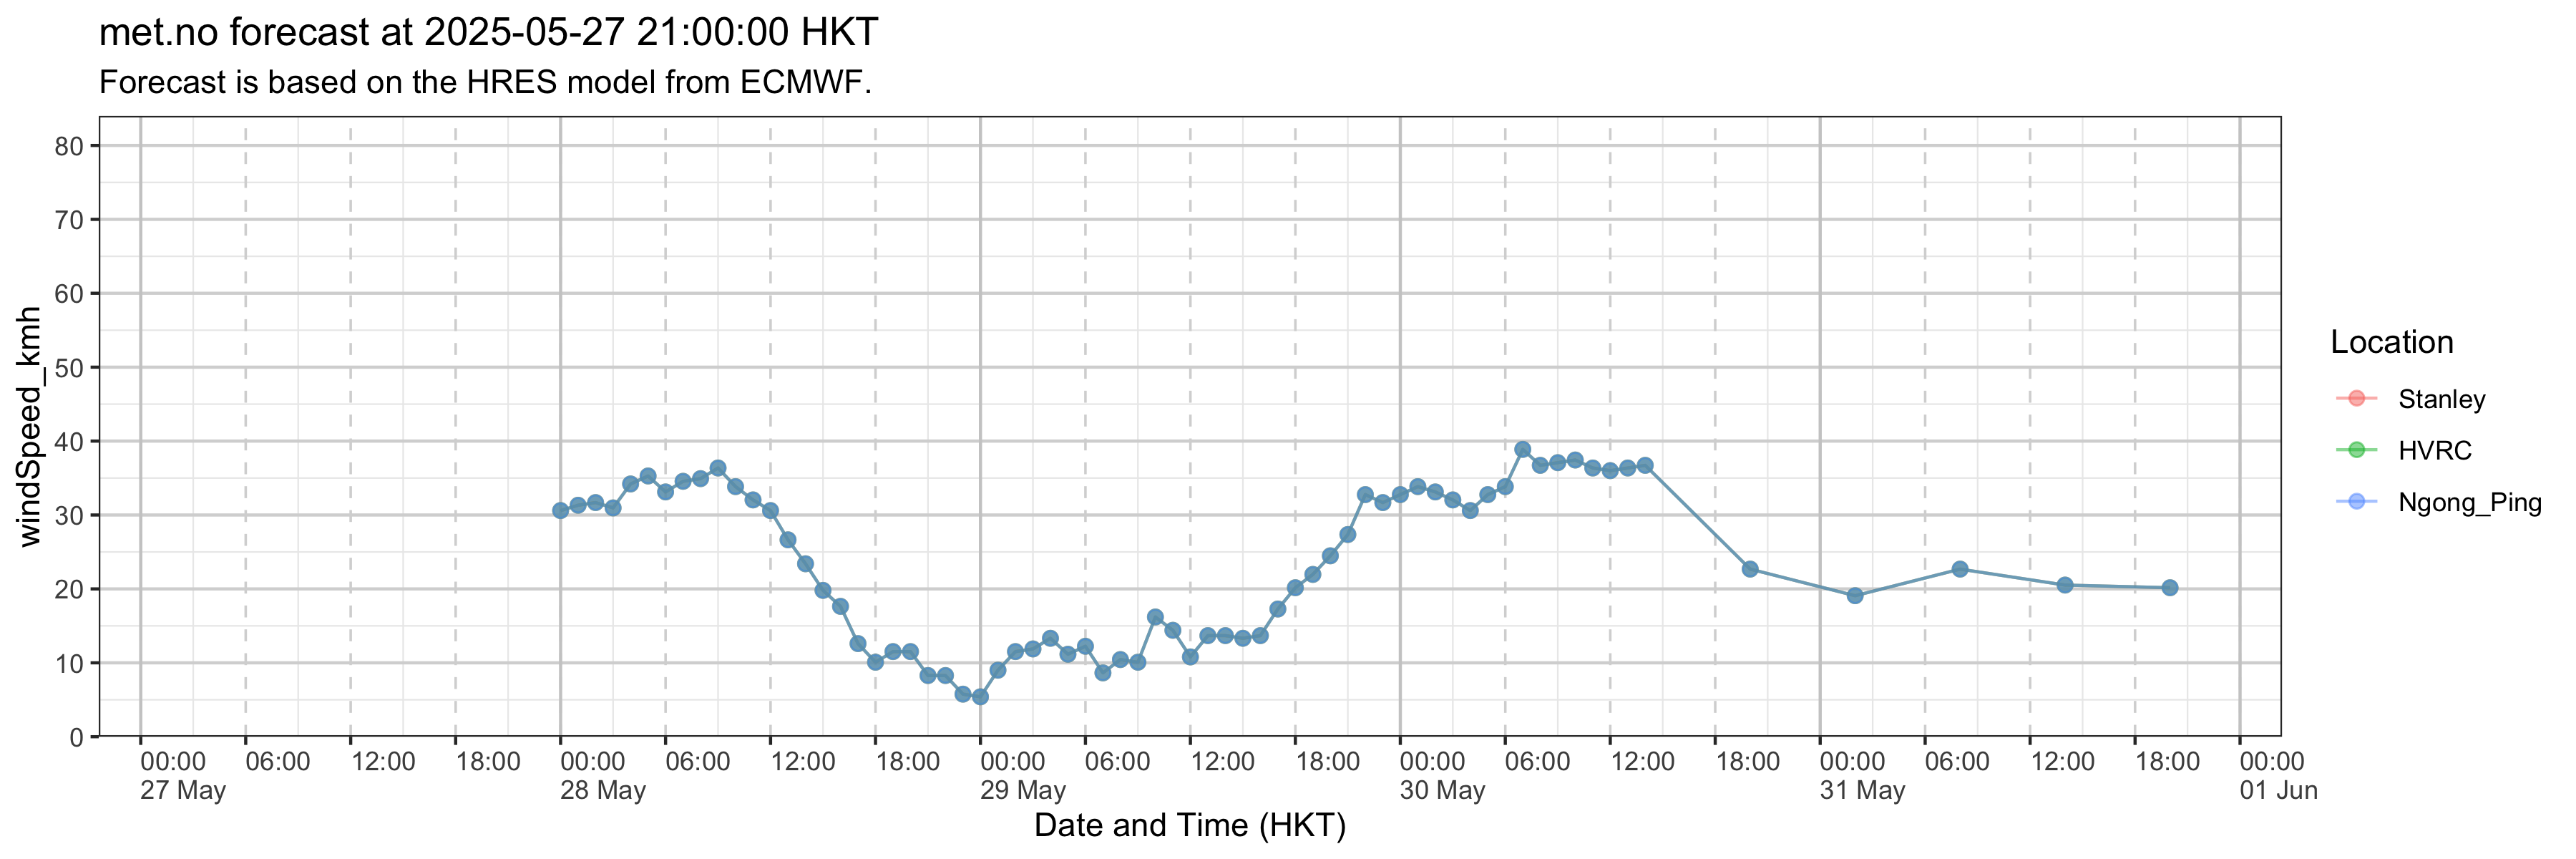 met.no forecast at 2025-05-27 21:00:00 HKT
Forecast is based on the HRES model from ECMWF.
windSpeed_kmh
80
70
60
50
40
30
20
10
0
00:00 06:00 12:00 18:00 00:00 06:00 12:00 18:00 00:00 06:00 12:00 18:00 00:00 06:00 12:00 18:00 00:00 06:00 12:00 18:00 00:00
27 May 28 May 29 May 30 May 31 May 01 Jun
Date and Time (HKT)
Location
Stanley
HVRC
Ngong_Ping